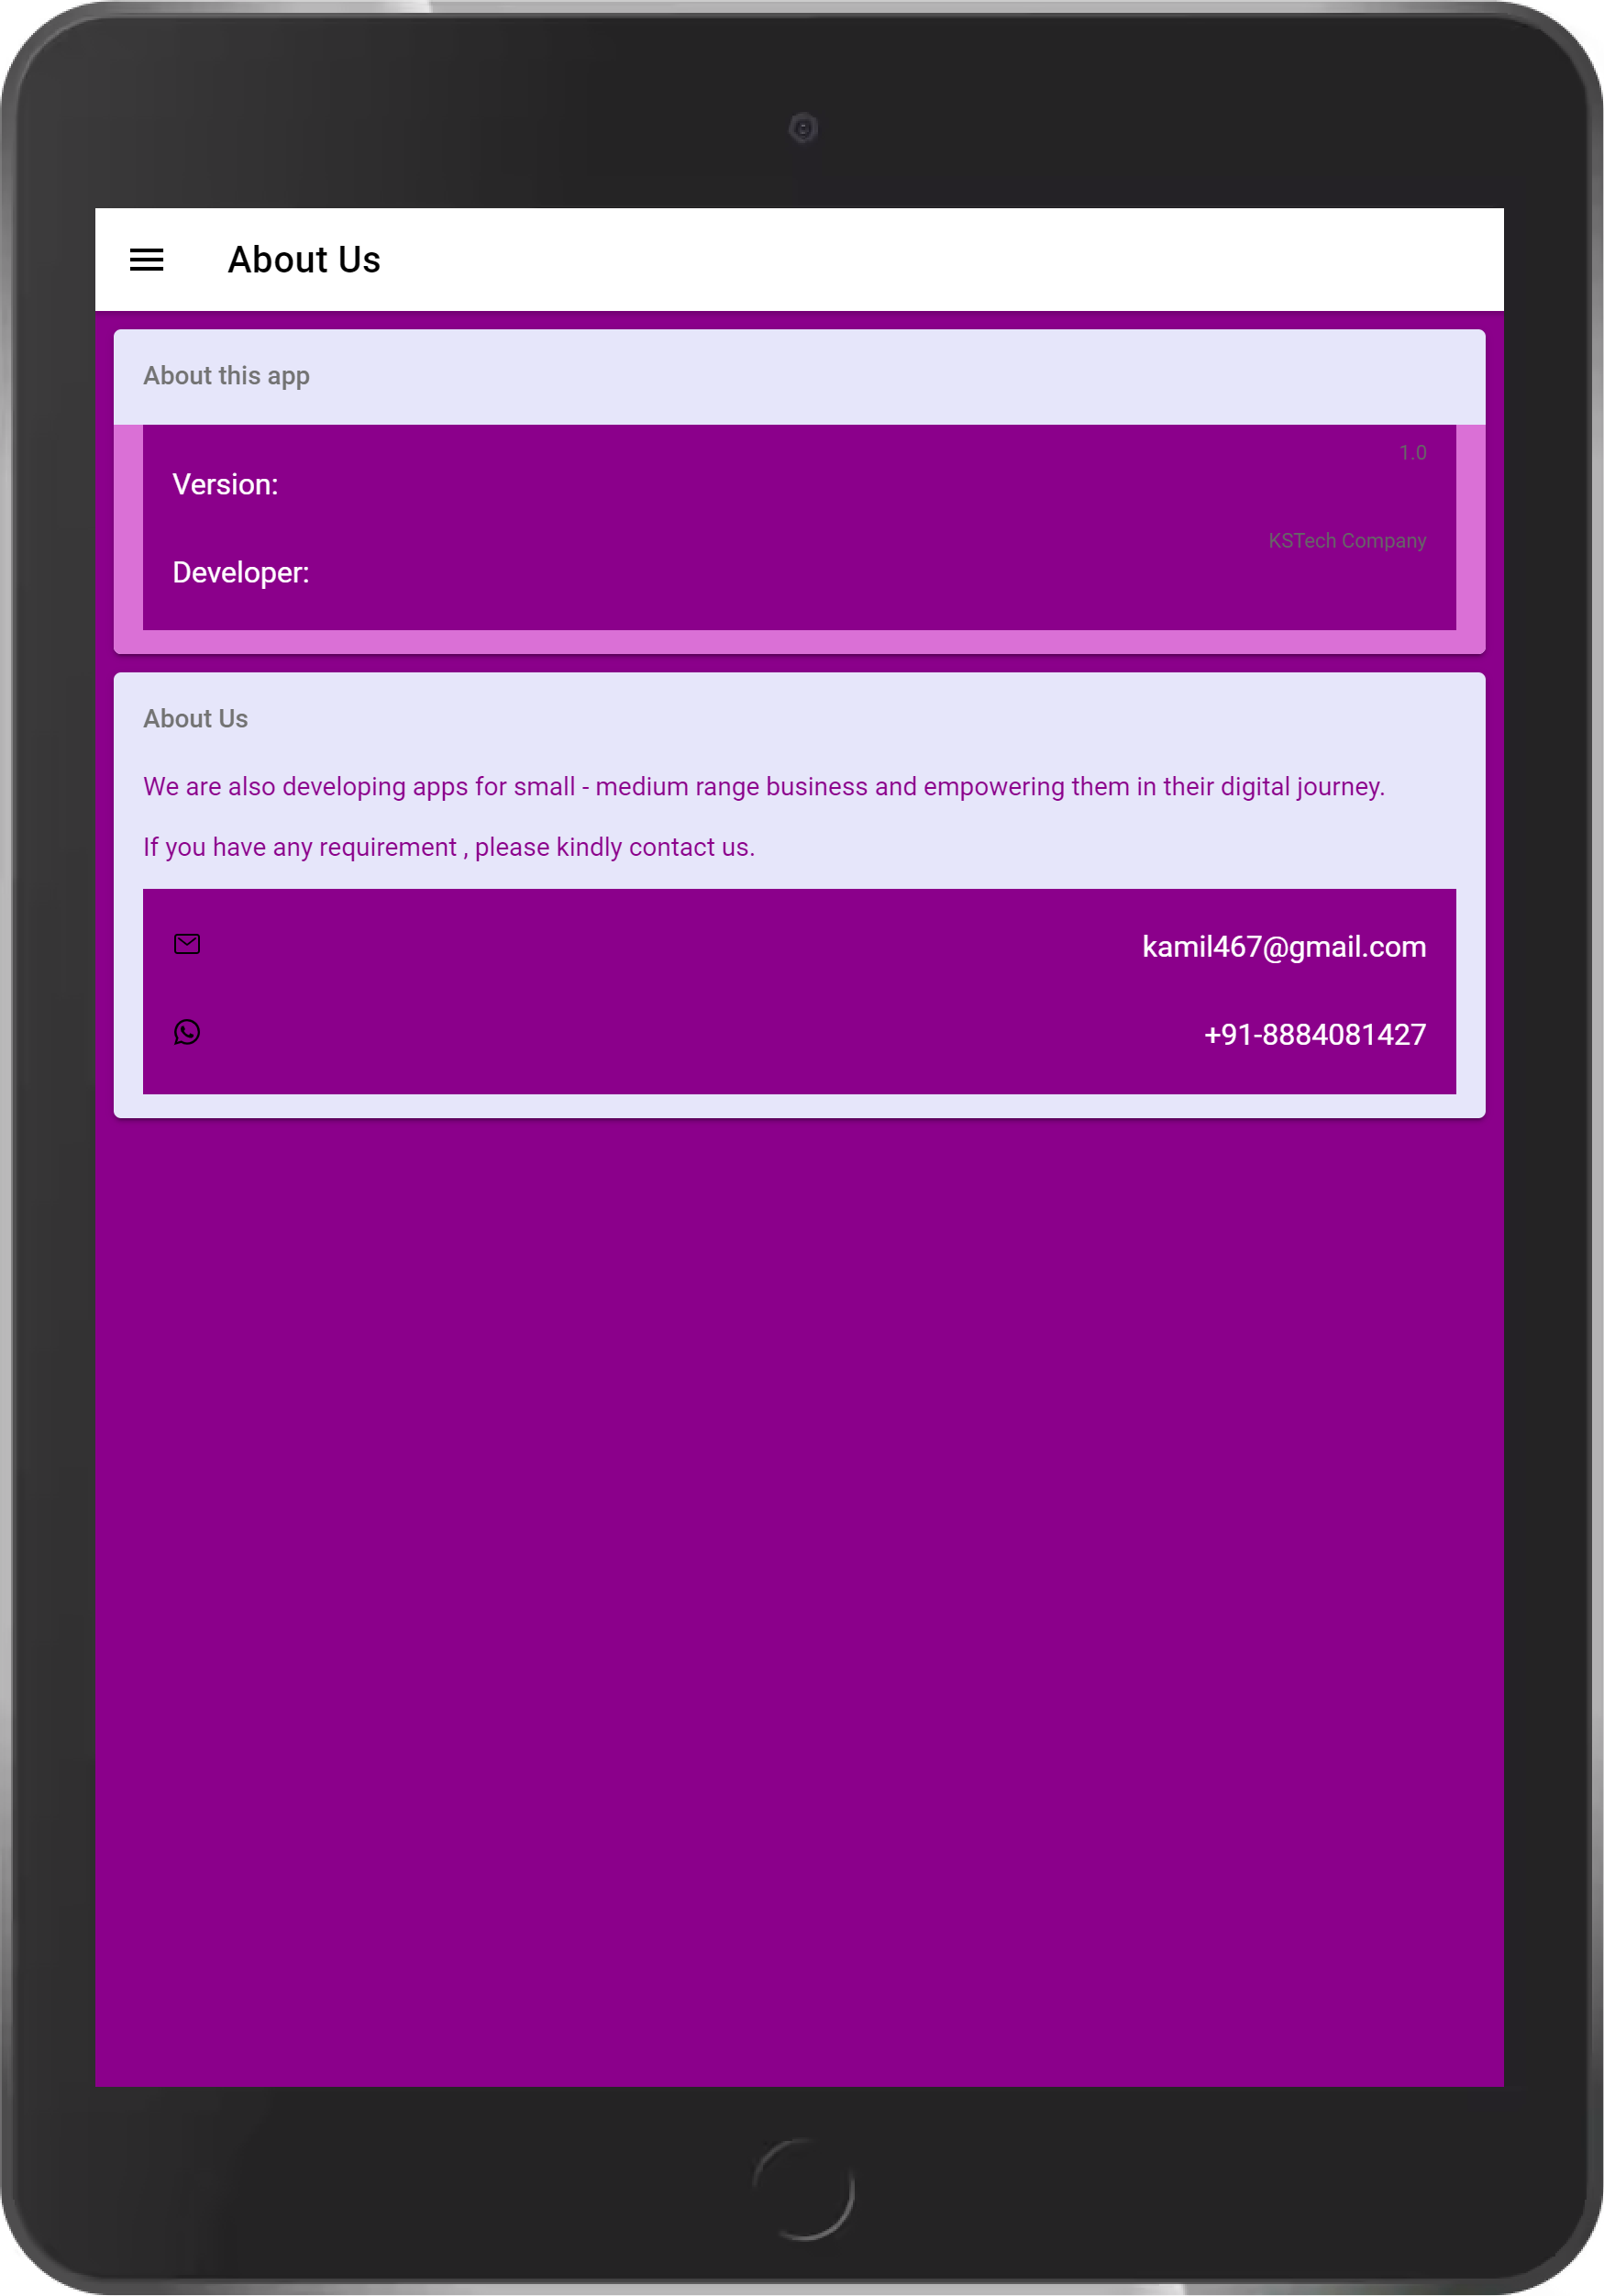 About Us
About this app
1.0
Version:
KSTech Company
Developer:
About Us
We are also developing apps for small - medium range business and empowering them in their digital journey.
If you have any requirement , please kindly contact us.
kamil467@gmail.com
+91-8884081427